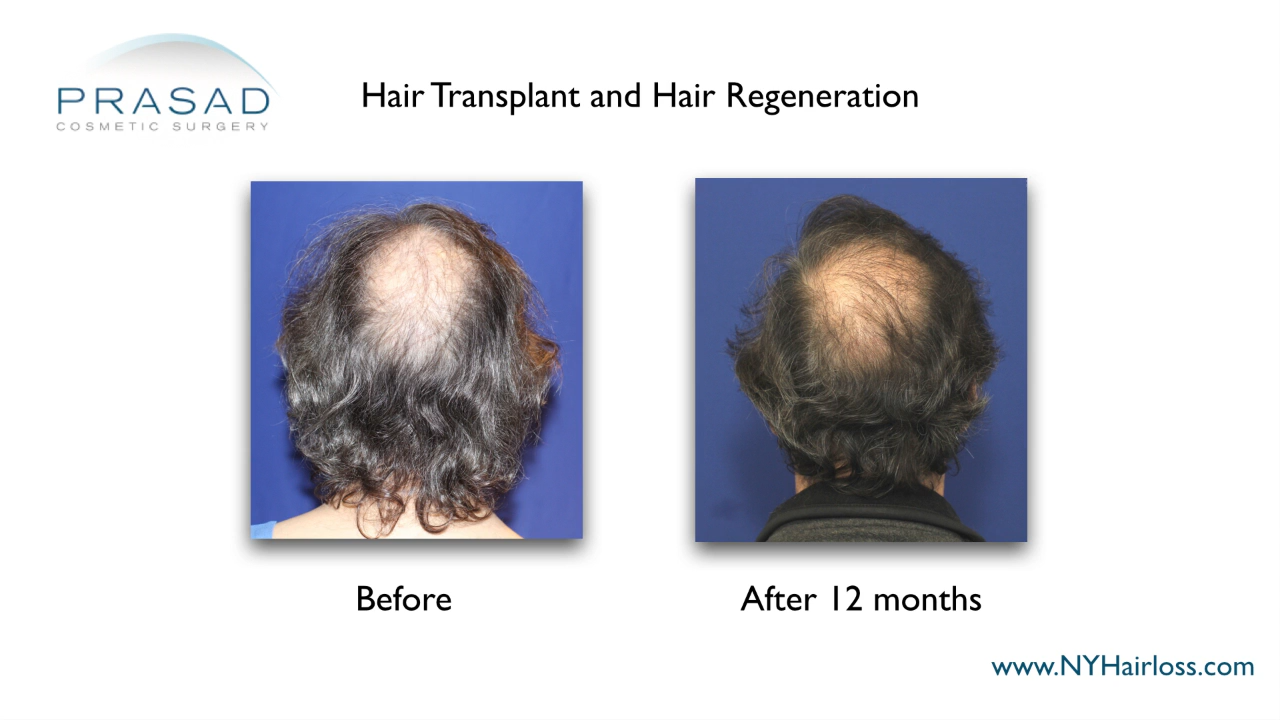 PRASAD
COSMETIC SURGERY
Hair Transplant and Hair Regeneration
Before
After 12 months
www.NYHairloss.com